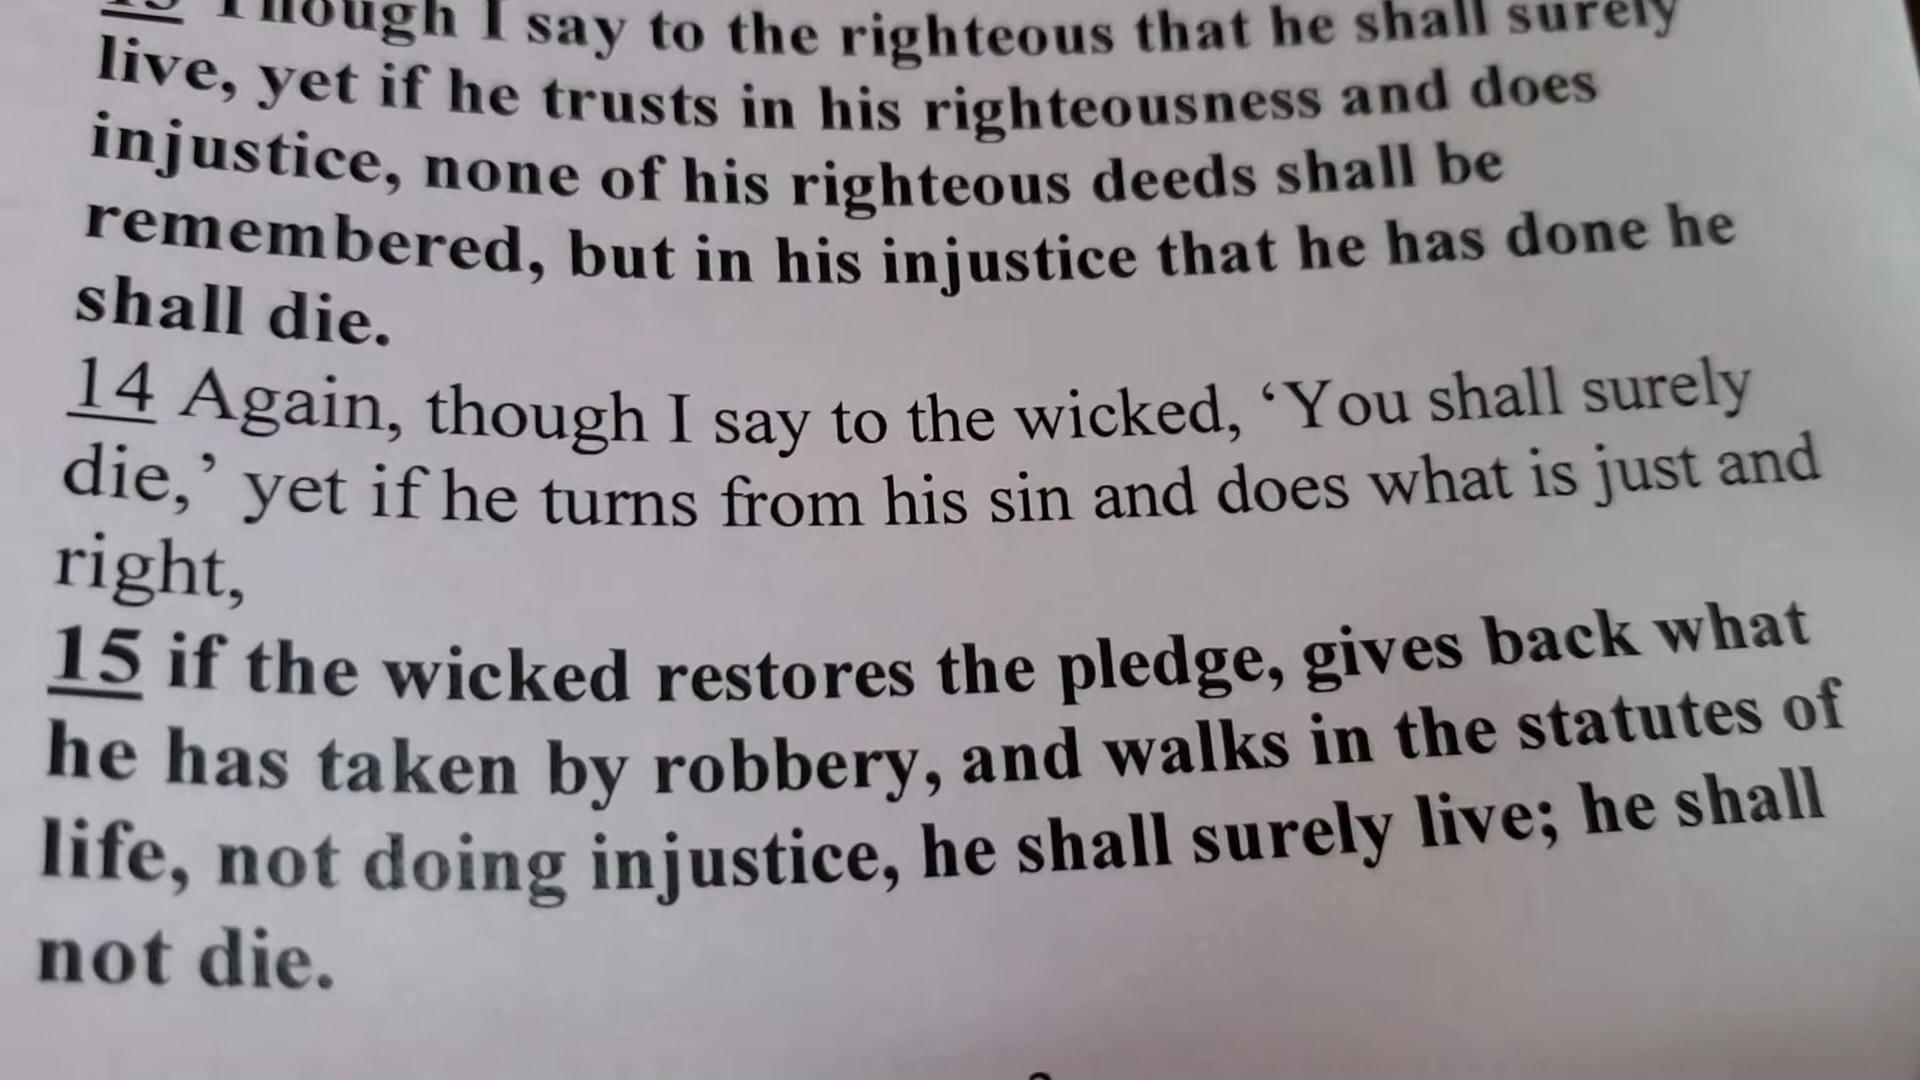 13 Though I say to the righteous that he shall surely
live, yet if he trusts in his righteousness and does
injustice, none of his righteous deeds shall be
remembered, but in his injustice that he has done he
shall die.
14 Again, though I say to the wicked, ‘You shall surely
die,’ yet if he turns from his sin and does what is just and
right,
15 if the wicked restores the pledge, gives back what
he has taken by robbery, and walks in the statutes of
life, not doing injustice, he shall surely live; he shall
not die.